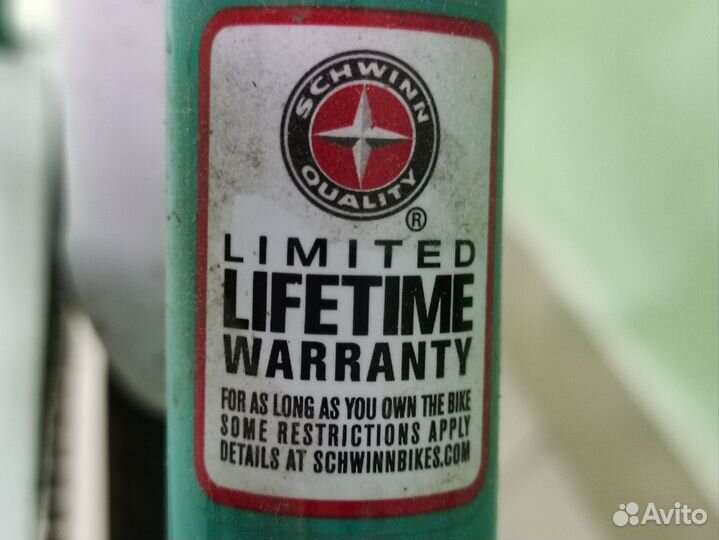 SCHWINN
QUALITY
®
LIMITED
LIFETIME
WARRANTY
FOR AS LONG AS YOU OWN THE BIKE
SOME RESTRICTIONS APPLY
DETAILS AT SCHWINNBIKES.COM
Avito